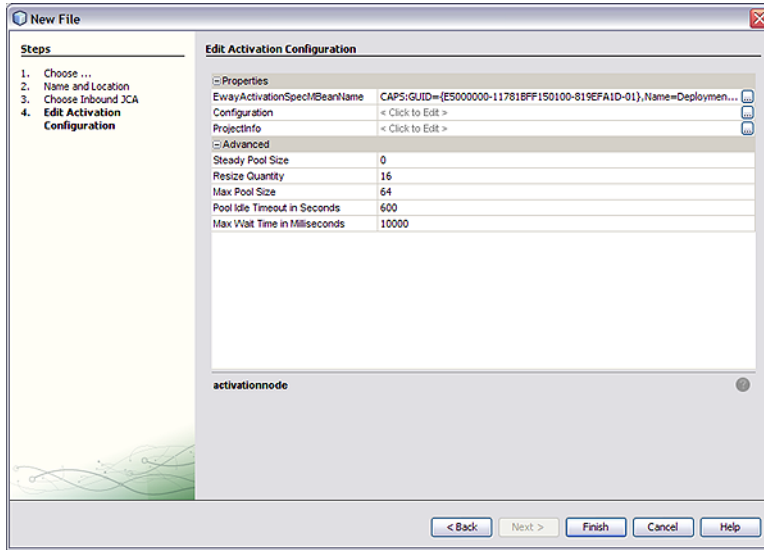 New File
Steps
1. Choose ...
2. Name and Location
3. Choose Inbound JCA
4. Edit Activation
Configuration
Edit Activation Configuration
Properties
EwayActivationSpecMBeanName CAPS:GUID={E5000000-11781BFF150100-819EFA1D-01},Name=Deploymen... ...
Configuration < Click to Edit > ...
ProjectInfo < Click to Edit > ...
Advanced
Steady Pool Size 0
Resize Quantity 16
Max Pool Size 64
Pool Idle Timeout in Seconds 600
Max Wait Time in Milliseconds 10000
activationnode ?
< Back Next > Finish Cancel Help